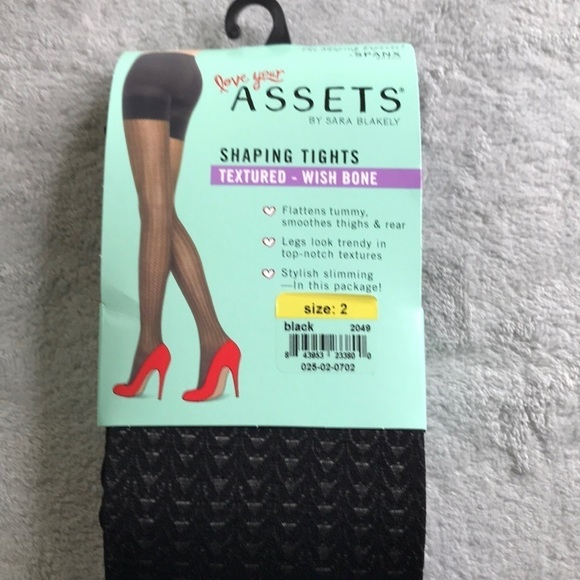 SPANX
love your
ASSETS®
BY SARA BLAKELY
SHAPING TIGHTS
TEXTURED - WISH BONE
Flattens tummy,
smoothes thighs & rear
Legs look trendy in
top-notch textures
Stylish slimming
—In this package!
size: 2
black 2049
8 43953 23380 0
025-02-0702